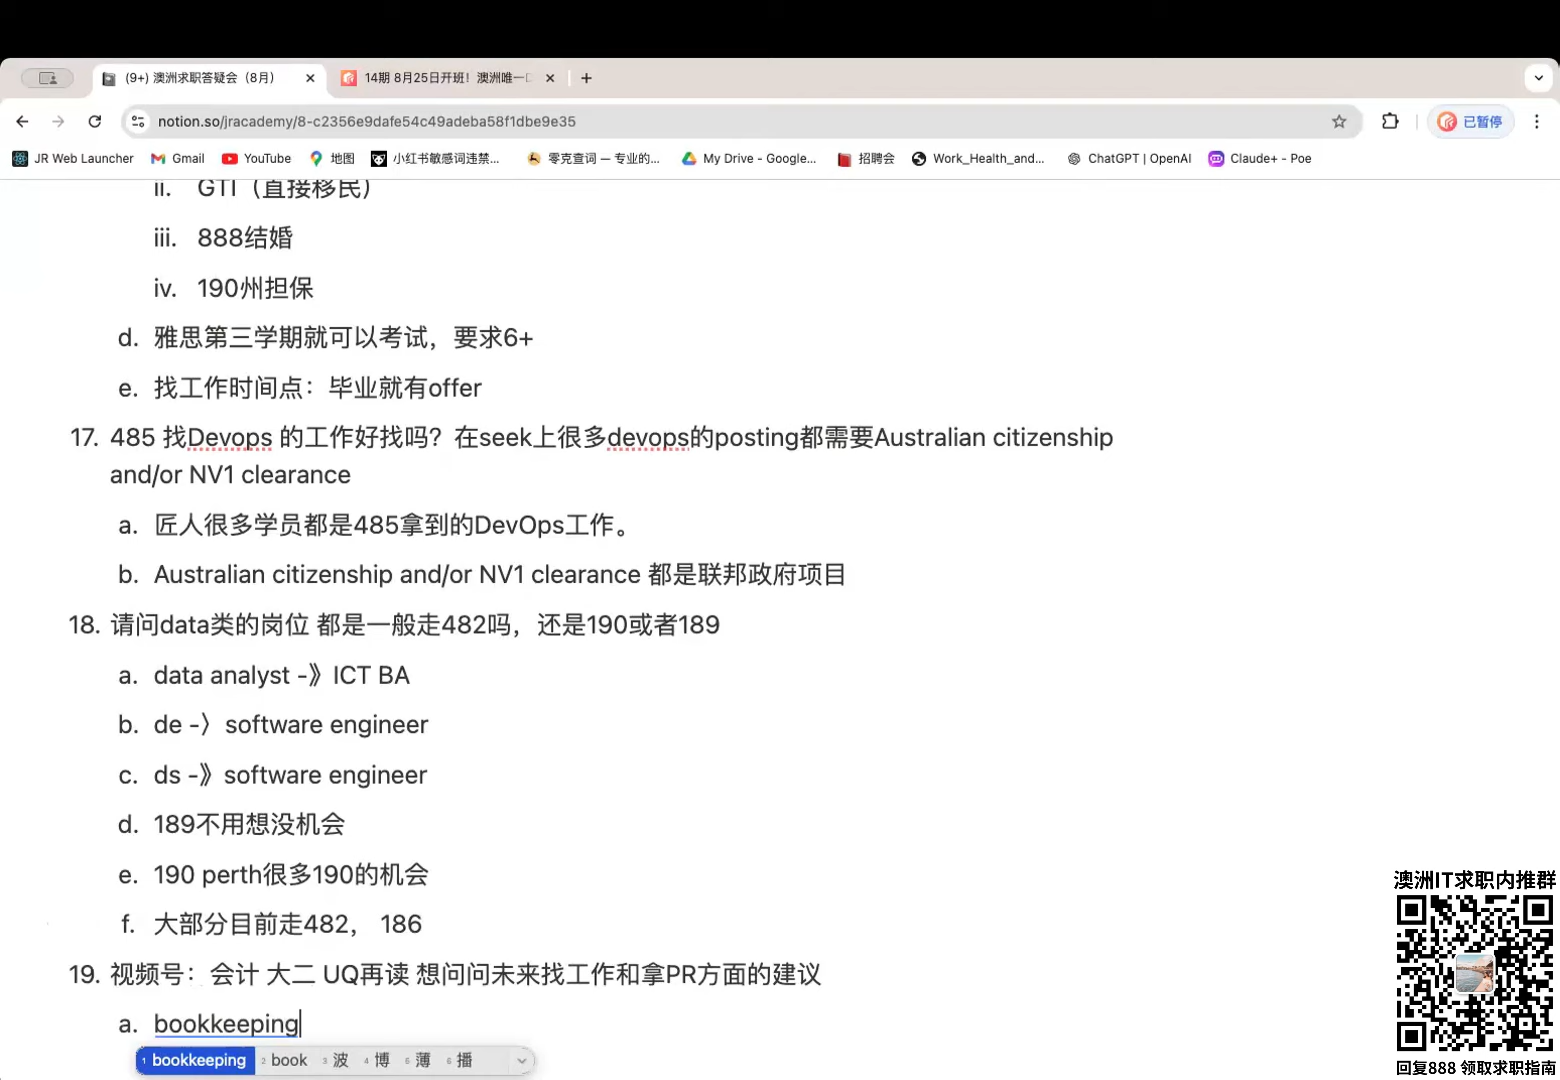 (9+) 澳洲求职答疑会（8月）
14期 8月25日开班！澳洲唯一
notion.so/jracademy/8-c2356e9dafe54c49adeba58f1dbe9e35
已暂停
JR Web Launcher
Gmail
YouTube
地图
小红书敏感词违禁...
零克查词 — 专业的...
My Drive - Google...
招聘会
Work_Health_and...
ChatGPT | OpenAI
Claude+ - Poe
ii. GTI（直接移民）
iii. 888结婚
iv. 190州担保
d. 雅思第三学期就可以考试，要求6+
e. 找工作时间点：毕业就有offer
17. 485 找Devops 的工作好找吗？在seek上很多devops的posting都需要Australian citizenship
and/or NV1 clearance
a. 匠人很多学员都是485拿到的DevOps工作。
b. Australian citizenship and/or NV1 clearance 都是联邦政府项目
18. 请问data类的岗位 都是一般走482吗，还是190或者189
a. data analyst -》ICT BA
b. de -〉software engineer
c. ds -》software engineer
d. 189不用想没机会
e. 190 perth很多190的机会
f. 大部分目前走482， 186
19. 视频号：会计 大二 UQ再读 想问问未来找工作和拿PR方面的建议
a. bookkeeping
1 bookkeeping 2 book 3 波 4 博 5 薄 6 播
澳洲IT求职内推群
回复888 领取求职指南